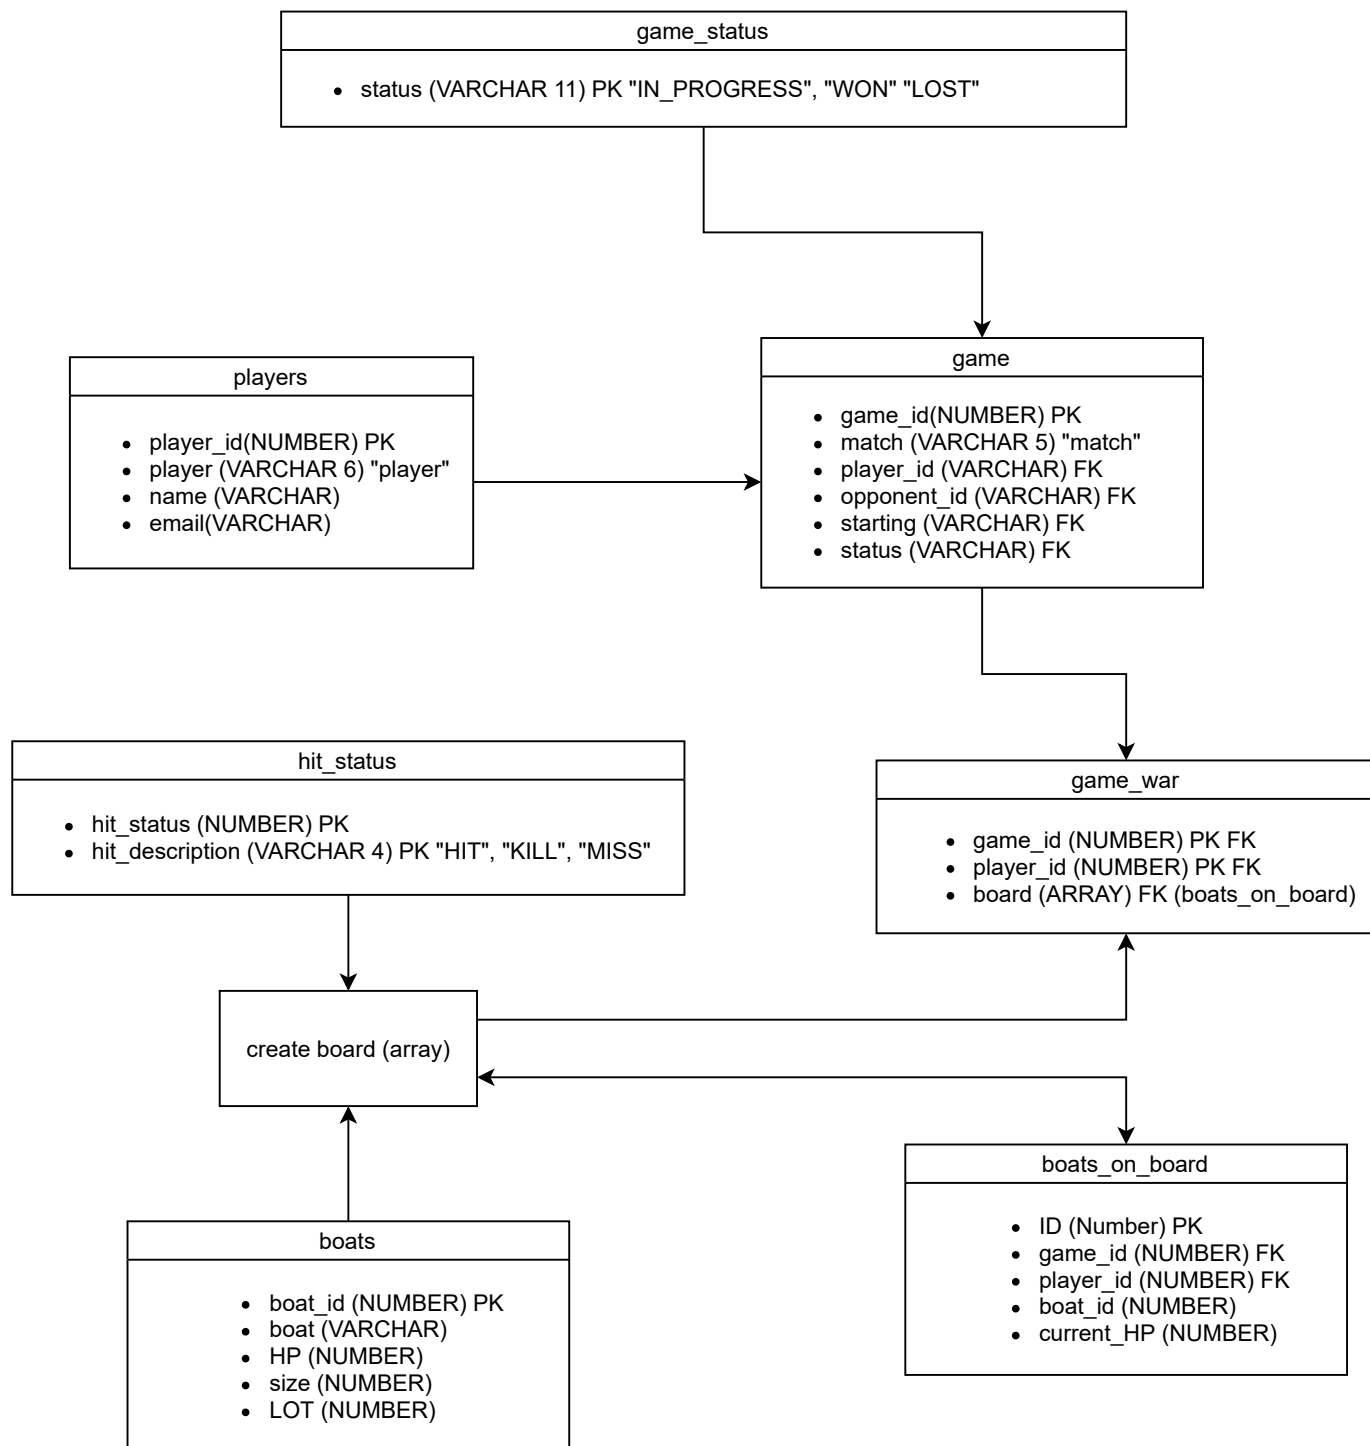 game_status
status (VARCHAR 11) PK "IN_PROGRESS", "WON" "LOST"
players
player_id(NUMBER) PK
player (VARCHAR 6) "player"
name (VARCHAR)
email(VARCHAR)
game
game_id(NUMBER) PK
match (VARCHAR 5) "match"
player_id (VARCHAR) FK
opponent_id (VARCHAR) FK
starting (VARCHAR) FK
status (VARCHAR) FK
hit_status
hit_status (NUMBER) PK
hit_description (VARCHAR 4) PK "HIT", "KILL", "MISS"
game_war
game_id (NUMBER) PK FK
player_id (NUMBER) PK FK
board (ARRAY) FK (boats_on_board)
create board (array)
boats_on_board
ID (Number) PK
game_id (NUMBER) FK
player_id (NUMBER) FK
boat_id (NUMBER)
current_HP (NUMBER)
boats
boat_id (NUMBER) PK
boat (VARCHAR)
HP (NUMBER)
size (NUMBER)
LOT (NUMBER)